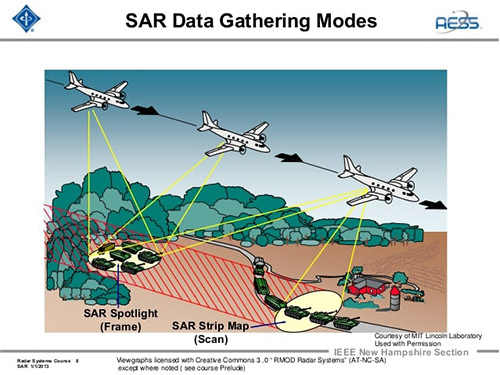 SAR Data Gathering Modes
AESS
SAR Spotlight
(Frame)
SAR Strip Map
(Scan)
Courtesy of MIT Lincoln Laboratory
Used with Permission
IEEE New Hampshire Section
Radar Systems Course 8
SAR 1/1/2013
Viewgraphs licensed with Creative Commons 3 .0 “ RMOD Radar Systems” (AT-NC-SA)
except where noted ( see course Prelude)